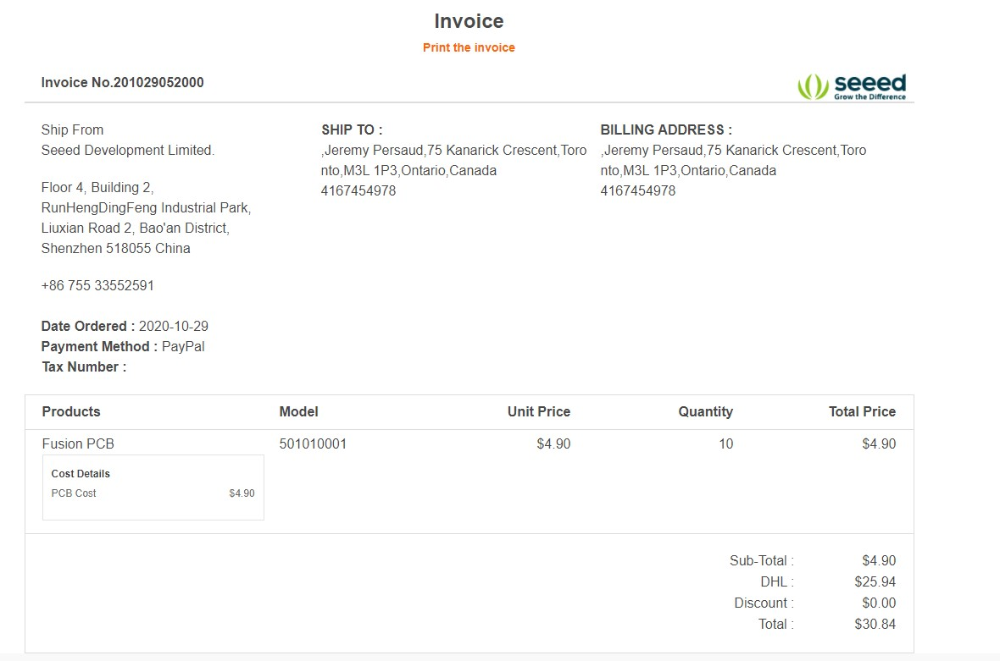 Invoice
Print the invoice
Invoice No.201029052000
seeed
Grow the Difference
Ship From
Seeed Development Limited.
Floor 4, Building 2,
RunHengDingFeng Industrial Park,
Liuxian Road 2, Bao'an District,
Shenzhen 518055 China
+86 755 33552591
SHIP TO :
,Jeremy Persaud,75 Kanarick Crescent,Toro
nto,M3L 1P3,Ontario,Canada
4167454978
BILLING ADDRESS :
,Jeremy Persaud,75 Kanarick Crescent,Toro
nto,M3L 1P3,Ontario,Canada
4167454978
Date Ordered : 2020-10-29
Payment Method : PayPal
Tax Number :
Products Model Unit Price Quantity Total Price
Fusion PCB 501010001 $4.90 10 $4.90
Cost Details
PCB Cost $4.90
Sub-Total : $4.90
DHL : $25.94
Discount : $0.00
Total : $30.84